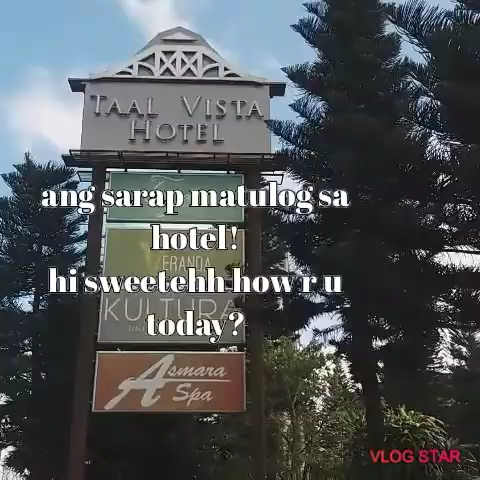 TAAL VISTA
HOTEL
ang sarap matulog sa
hotel!
hi sweetehh how r u
today?
KULTURA
Asmara
Spa
VLOG STAR